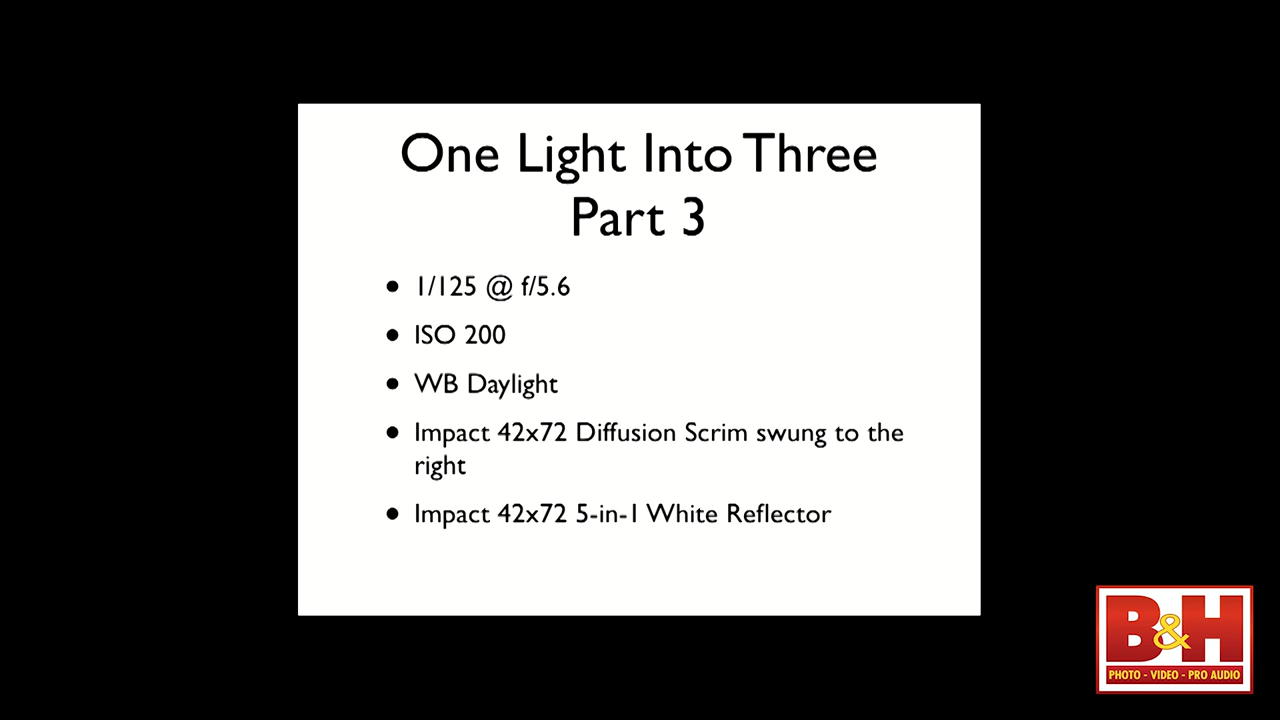 One Light Into Three
Part 3
• 1/125 @ f/5.6
• ISO 200
• WB Daylight
• Impact 42x72 Diffusion Scrim swung to the
right
• Impact 42x72 5-in-1 White Reflector
B&H
PHOTO - VIDEO - PRO AUDIO